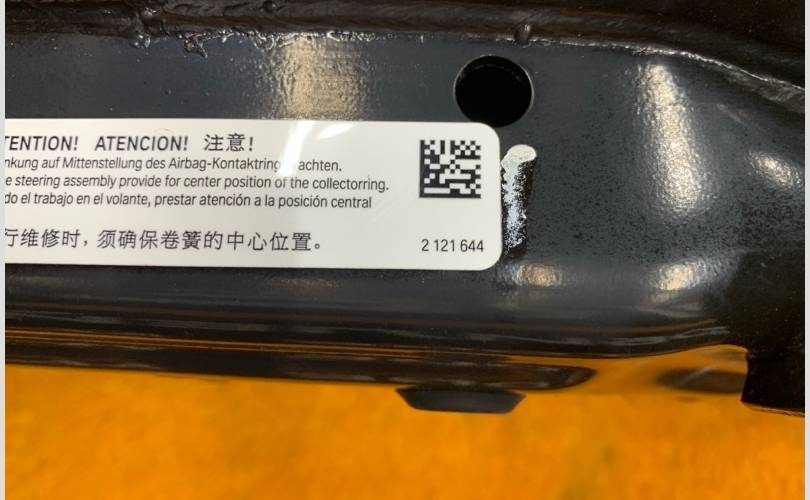 TENTION! ATENCION! 注意!
nkung auf Mittenstellung des Airbag-Kontaktring achten.
e steering assembly provide for center position of the collectorring.
do el trabajo en el volante, prestar atención a la posición central
行维修时，须确保卷簧的中心位置。
2 121 644